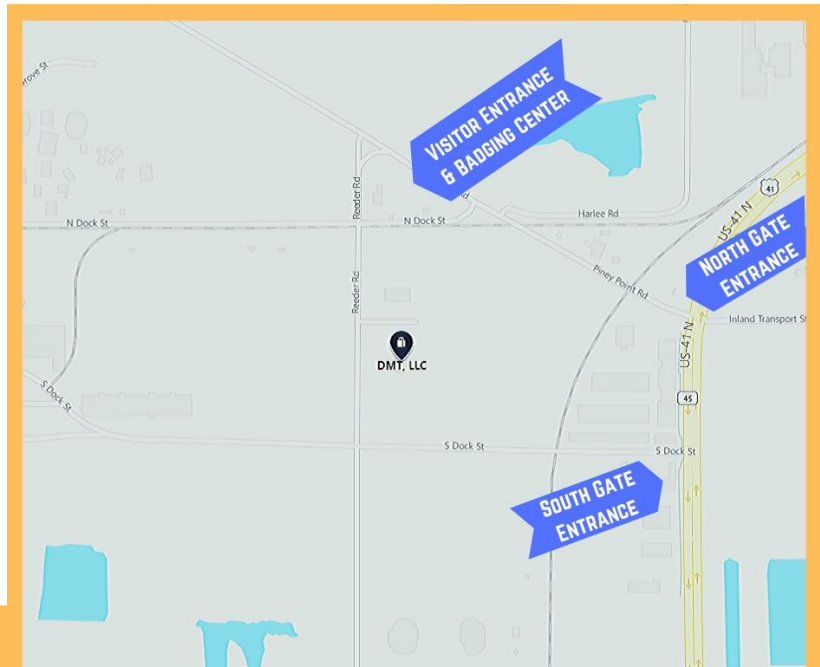 rove St
VISITOR ENTRANCE
& BADGING CENTER
Reeder Rd
N Dock St
N Dock St
Harlee Rd
US-41 N
41
NORTH GATE
ENTRANCE
Reeder Rd
Piney Point Rd
Inland Transport St
US-41 N
DMT, LLC
45
S Dock St
S Dock St
S Dock St
SOUTH GATE
ENTRANCE